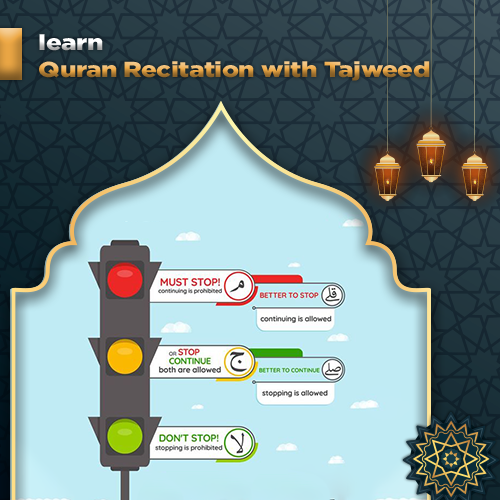 learn
Quran Recitation with Tajweed
MUST STOP!
continuing is prohibited
م
BETTER TO STOP
قلى
continuing is allowed
OR STOP
CONTINUE
both are allowed
ج
BETTER TO CONTINUE
صلى
stopping is allowed
DON'T STOP!
stopping is prohibited
لا